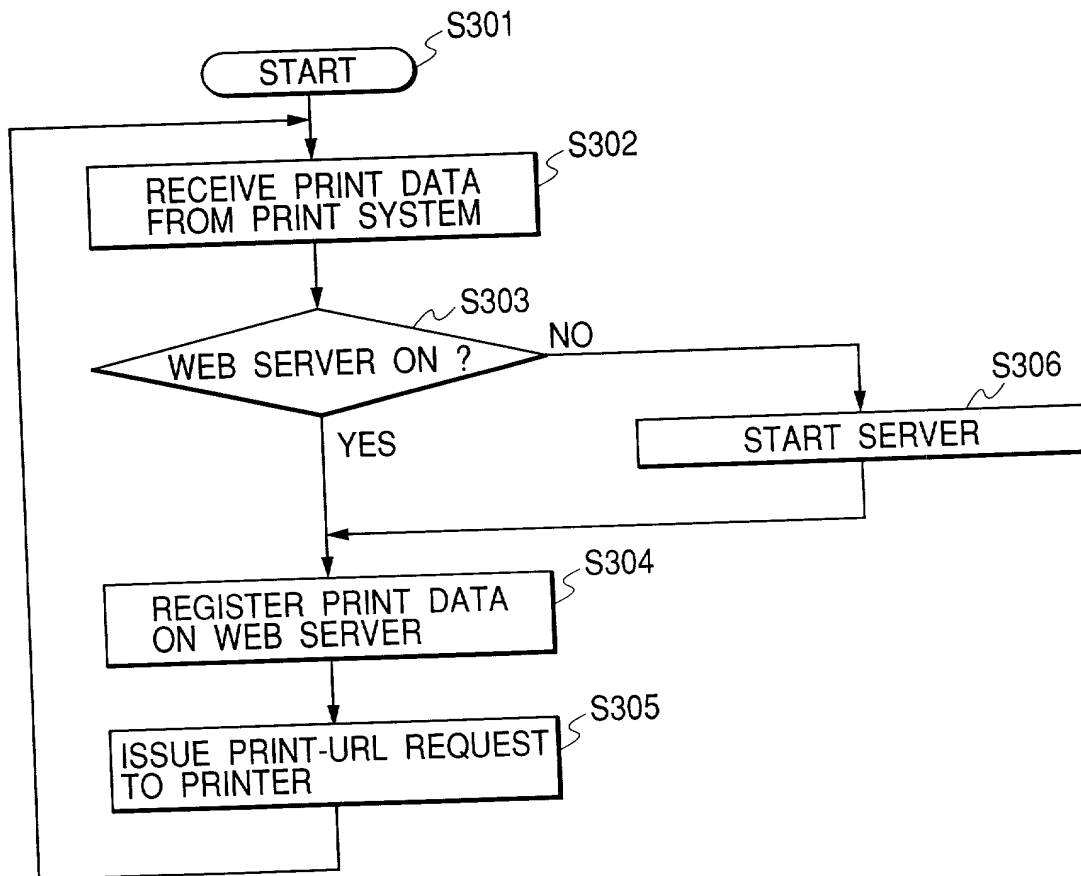 S301
START
S302
RECEIVE PRINT DATA
FROM PRINT SYSTEM
S303
WEB SERVER ON ?
NO
S306
START SERVER
YES
S304
REGISTER PRINT DATA
ON WEB SERVER
S305
ISSUE PRINT-URL REQUEST
TO PRINTER